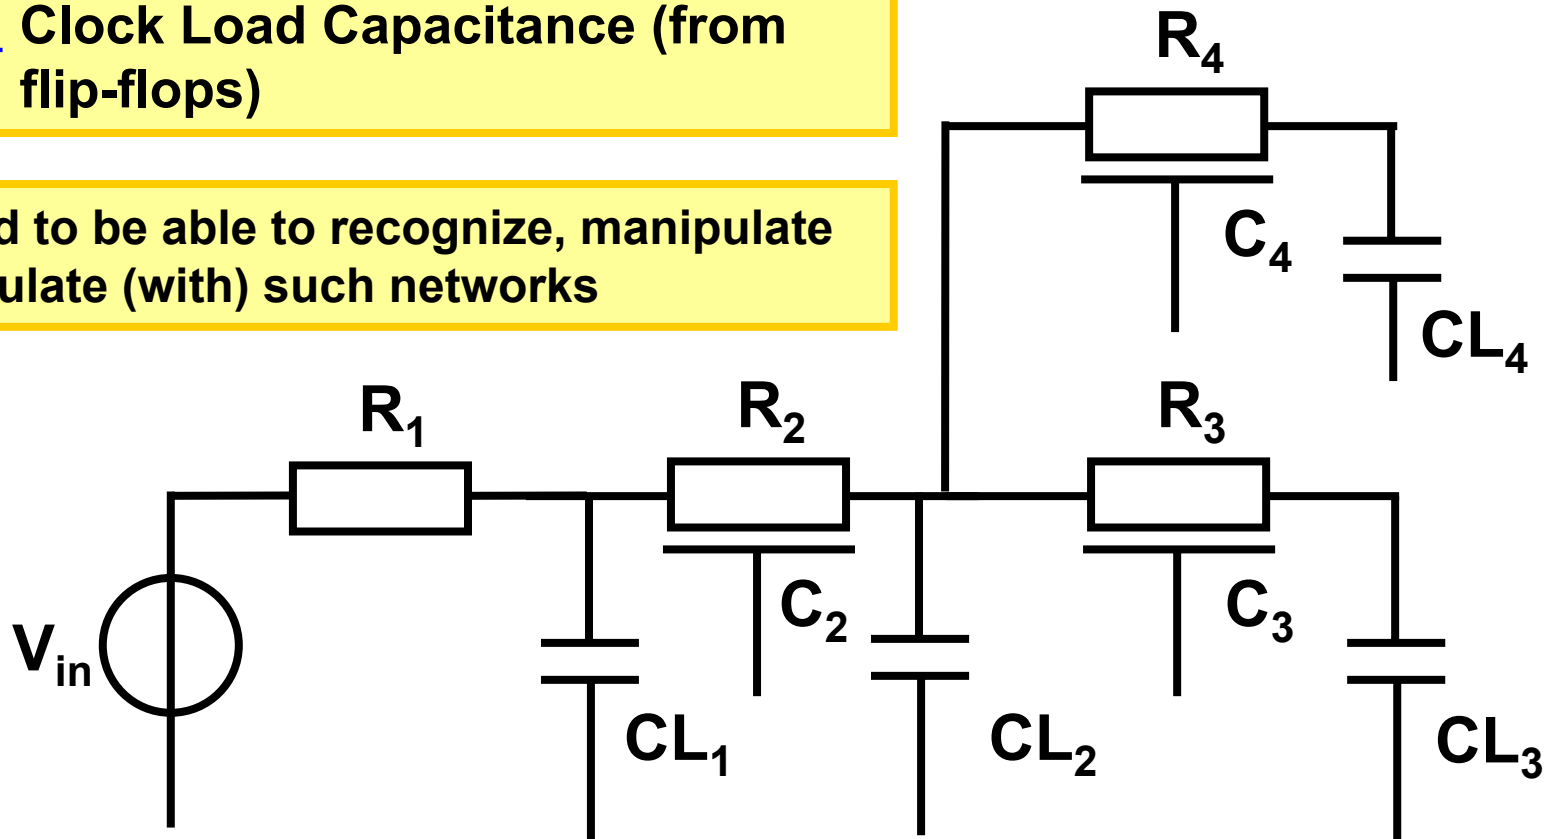 Clock Load Capacitance (from
flip-flops)
to be able to recognize, manipulate
(with) such networks
R4
C4
CL4
R1
R2
R3
Vin
C2
C3
CL1
CL2
CL3